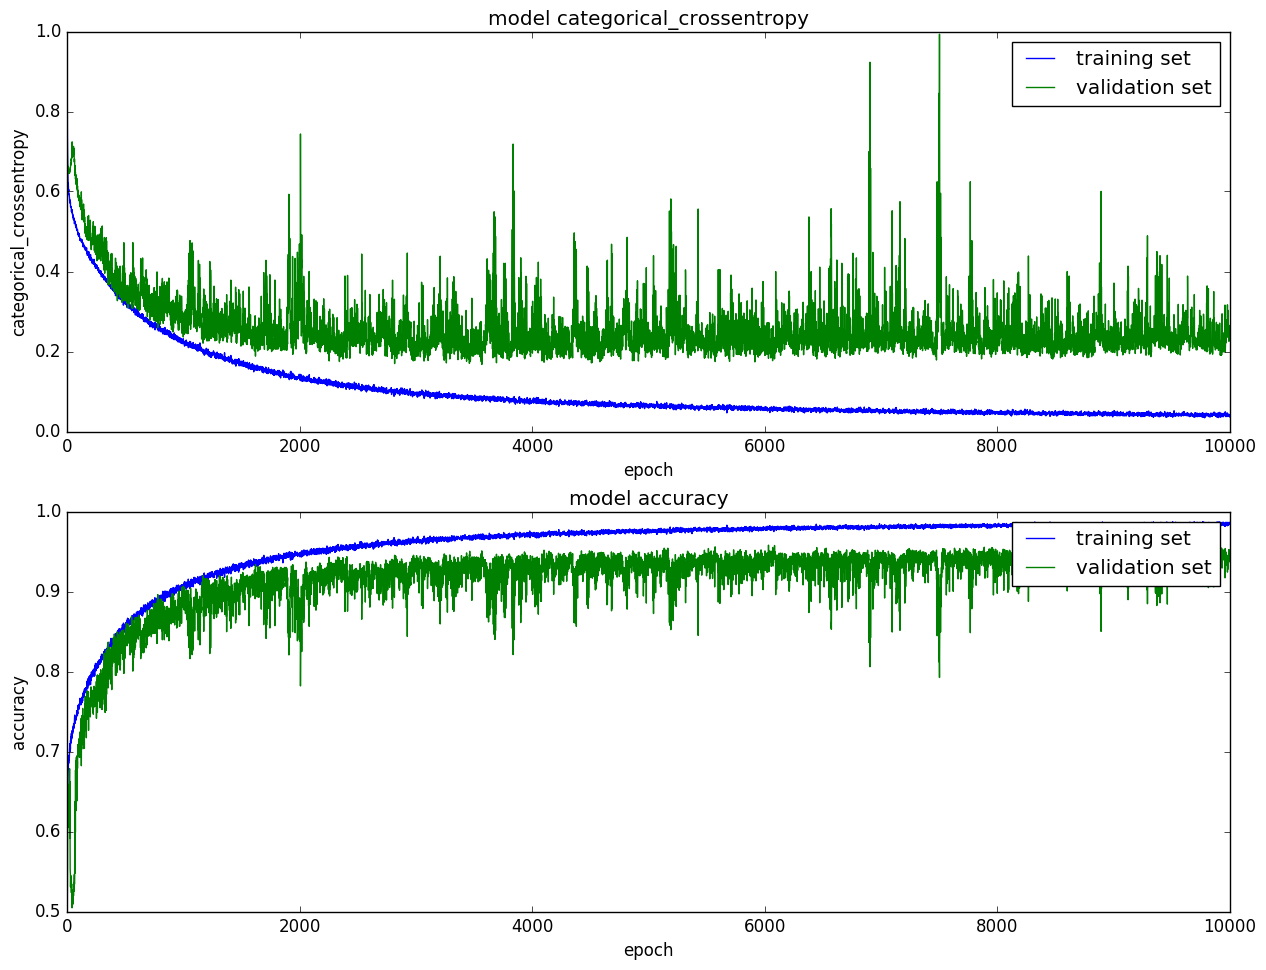 model categorical_crossentropy
1.0
0.8
0.6
0.4
0.2
0.0
categorical_crossentropy
training set
validation set
0 2000 4000 6000 8000 10000
epoch
model accuracy
1.0
0.9
0.8
0.7
0.6
0.5
accuracy
training set
validation set
0 2000 4000 6000 8000 10000
epoch